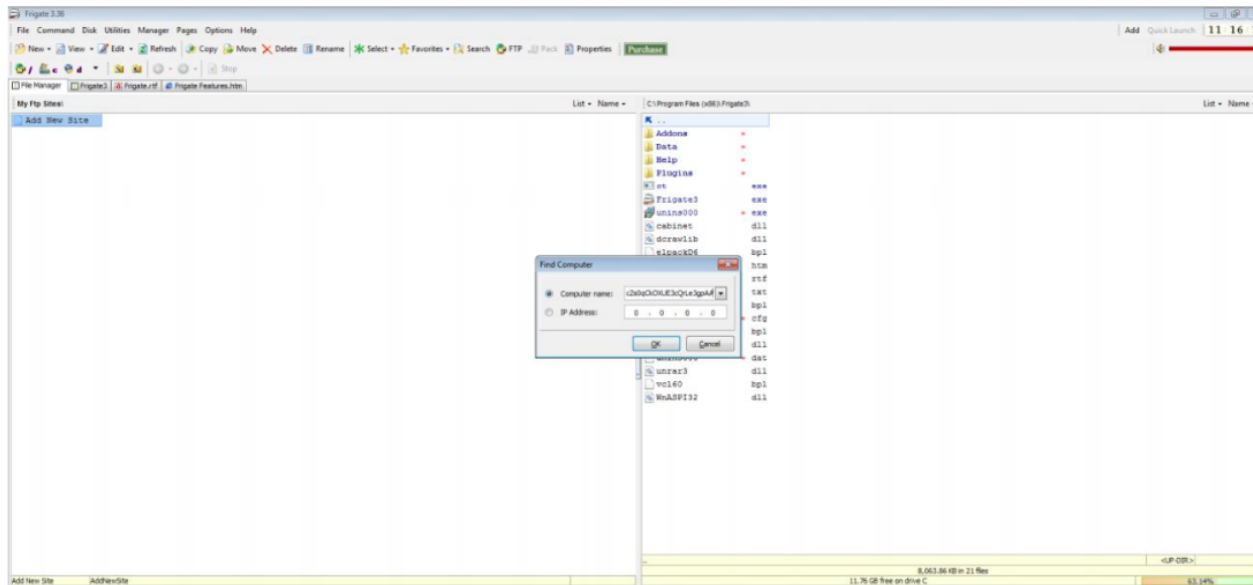 Frigate 3.36
File Command Disk Utilities Manager Pages Options Help
Add Quick Launch 11 16
New View Edit Refresh Copy Move Delete Rename Select Favorites Search FTP Pack Properties Purchase
Stop
File Manager Frigate3 Frigate.rtf Frigate Features.htm
My Ftp Sites\ List Name
C:\Program Files (x86)\Frigate3\ List Name
Add New Site
..
Addons
Data
Help
Plugins
ct exe
Frigate3 exe
unins000 exe
cabinet dll
dcrawlib dll
elpackD6 bpl
htm
rtf
txt
bpl
cfg
bpl
dll
dat
unrar3 dll
vcl60 bpl
WnASPI32 dll
Find Computer
Computer name:
IP Address: 0 . 0 . 0 . 0
OK Cancel
.. <UP-DIR>
8,063.86 KB in 21 files
Add New Site AddNewSite
11.76 GB free on drive C 63.14%